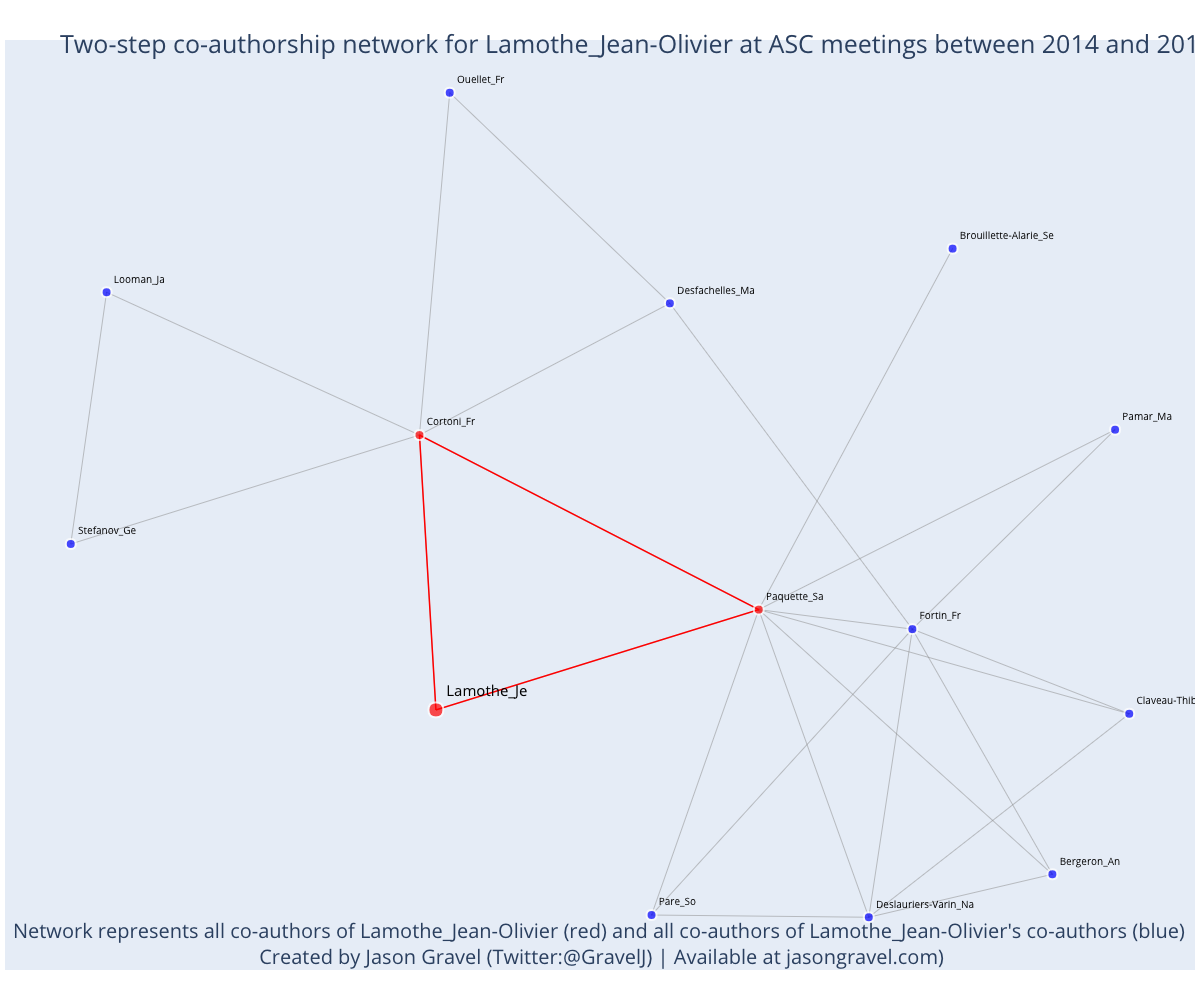 Two-step co-authorship network for Lamothe_Jean-Olivier at ASC meetings between 2014 and 201
Ouellet_Fr
Brouillette-Alarie_Se
Looman_Ja
Desfachelles_Ma
Pamar_Ma
Cortoni_Fr
Stefanov_Ge
Paquette_Sa
Fortin_Fr
Lamothe_Je
Claveau-Thib
Bergeron_An
Pare_So
Deslauriers-Varin_Na
Network represents all co-authors of Lamothe_Jean-Olivier (red) and all co-authors of Lamothe_Jean-Olivier's co-authors (blue)
Created by Jason Gravel (Twitter:@GravelJ) | Available at jasongravel.com)